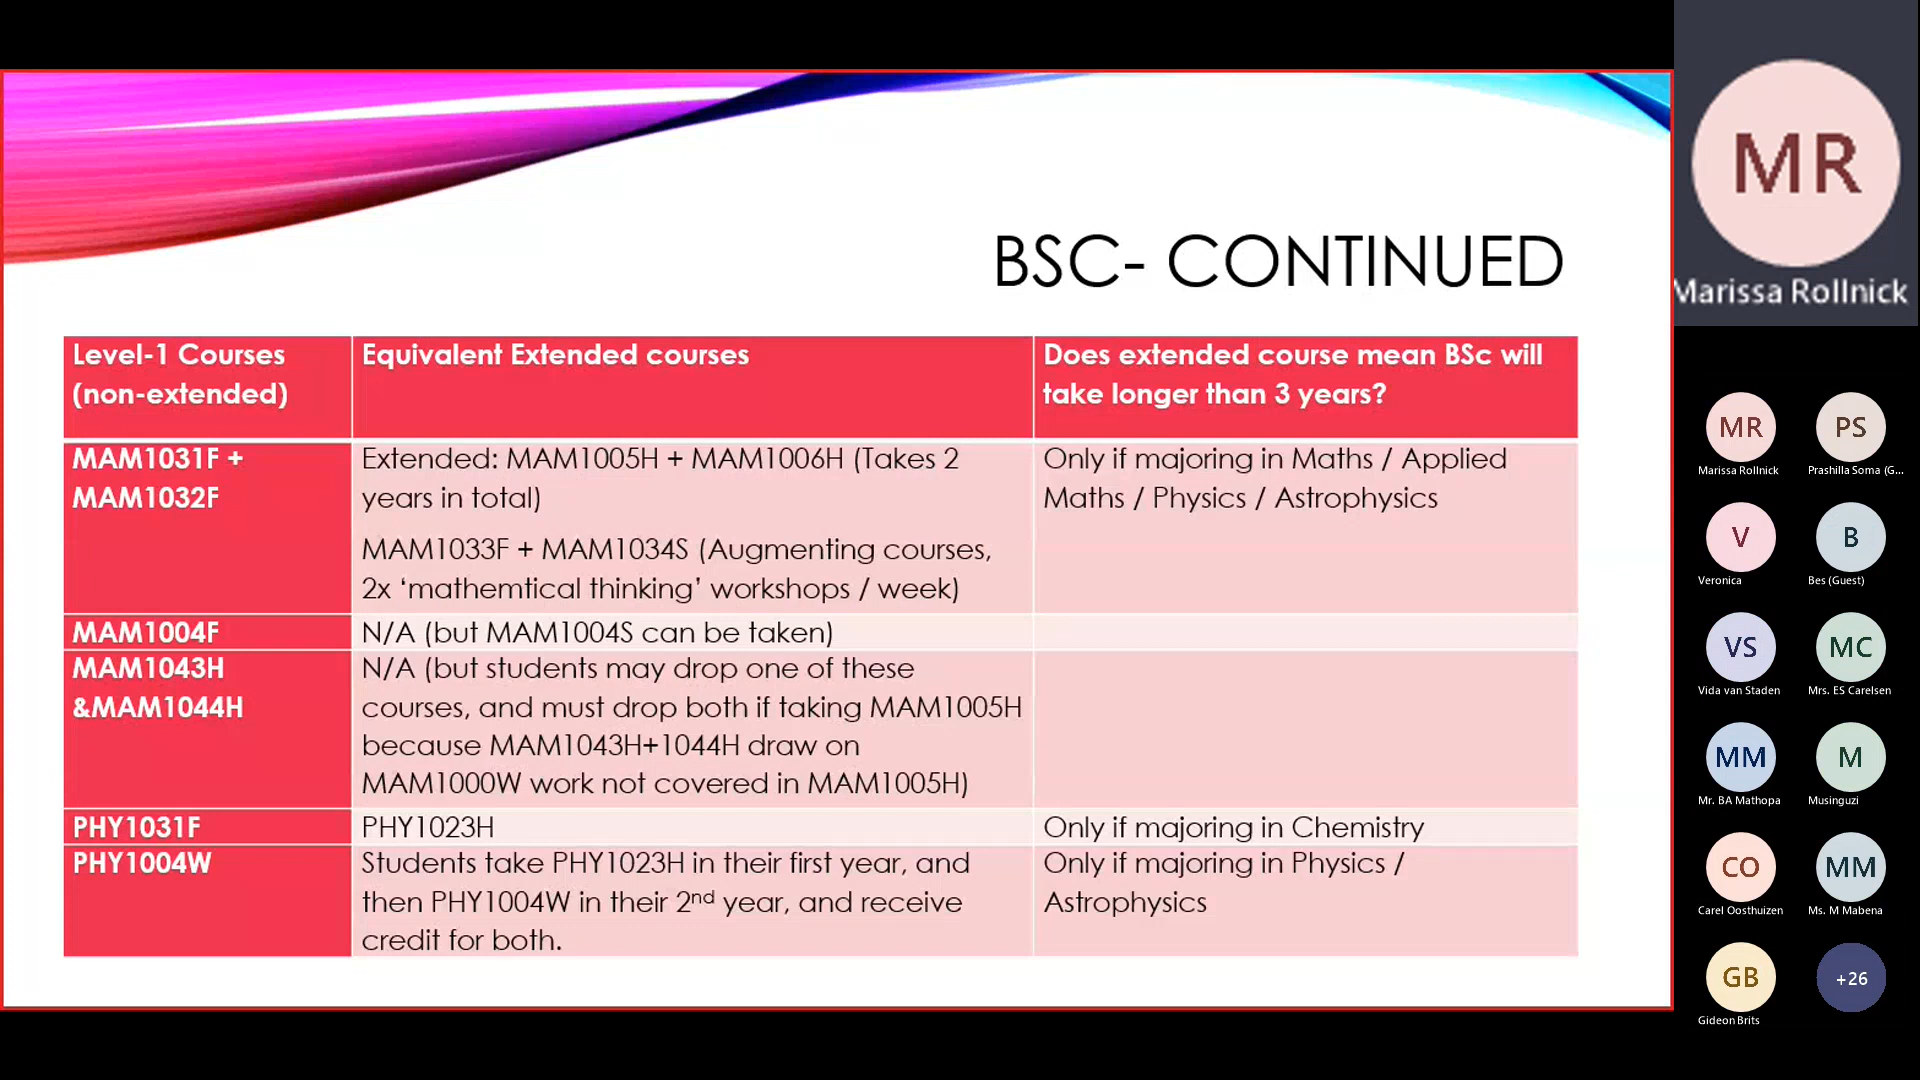 BSC- CONTINUED
Level-1 Courses
(non-extended)
Equivalent Extended courses
Does extended course mean BSc will
take longer than 3 years?
MAM1031F +
MAM1032F
Extended: MAM1005H + MAM1006H (Takes 2
years in total)
MAM1033F + MAM1034S (Augmenting courses,
2x ‘mathemtical thinking’ workshops / week)
Only if majoring in Maths / Applied
Maths / Physics / Astrophysics
MAM1004F
N/A (but MAM1004S can be taken)
MAM1043H
&MAM1044H
N/A (but students may drop one of these
courses, and must drop both if taking MAM1005H
because MAM1043H+1044H draw on
MAM1000W work not covered in MAM1005H)
PHY1031F
PHY1023H
Only if majoring in Chemistry
PHY1004W
Students take PHY1023H in their first year, and
then PHY1004W in their 2nd year, and receive
credit for both.
Only if majoring in Physics /
Astrophysics
MR
Marissa Rollnick
MR
Marissa Rollnick
PS
Prashilla Soma (G...
V
Veronica
B
Bes (Guest)
VS
Vida van Staden
MC
Mrs. ES Carelsen
MM
Mr. BA Mathopa
M
Musinguzi
CO
Carel Oosthuizen
MM
Ms. M Mabena
GB
Gideon Brits
+26